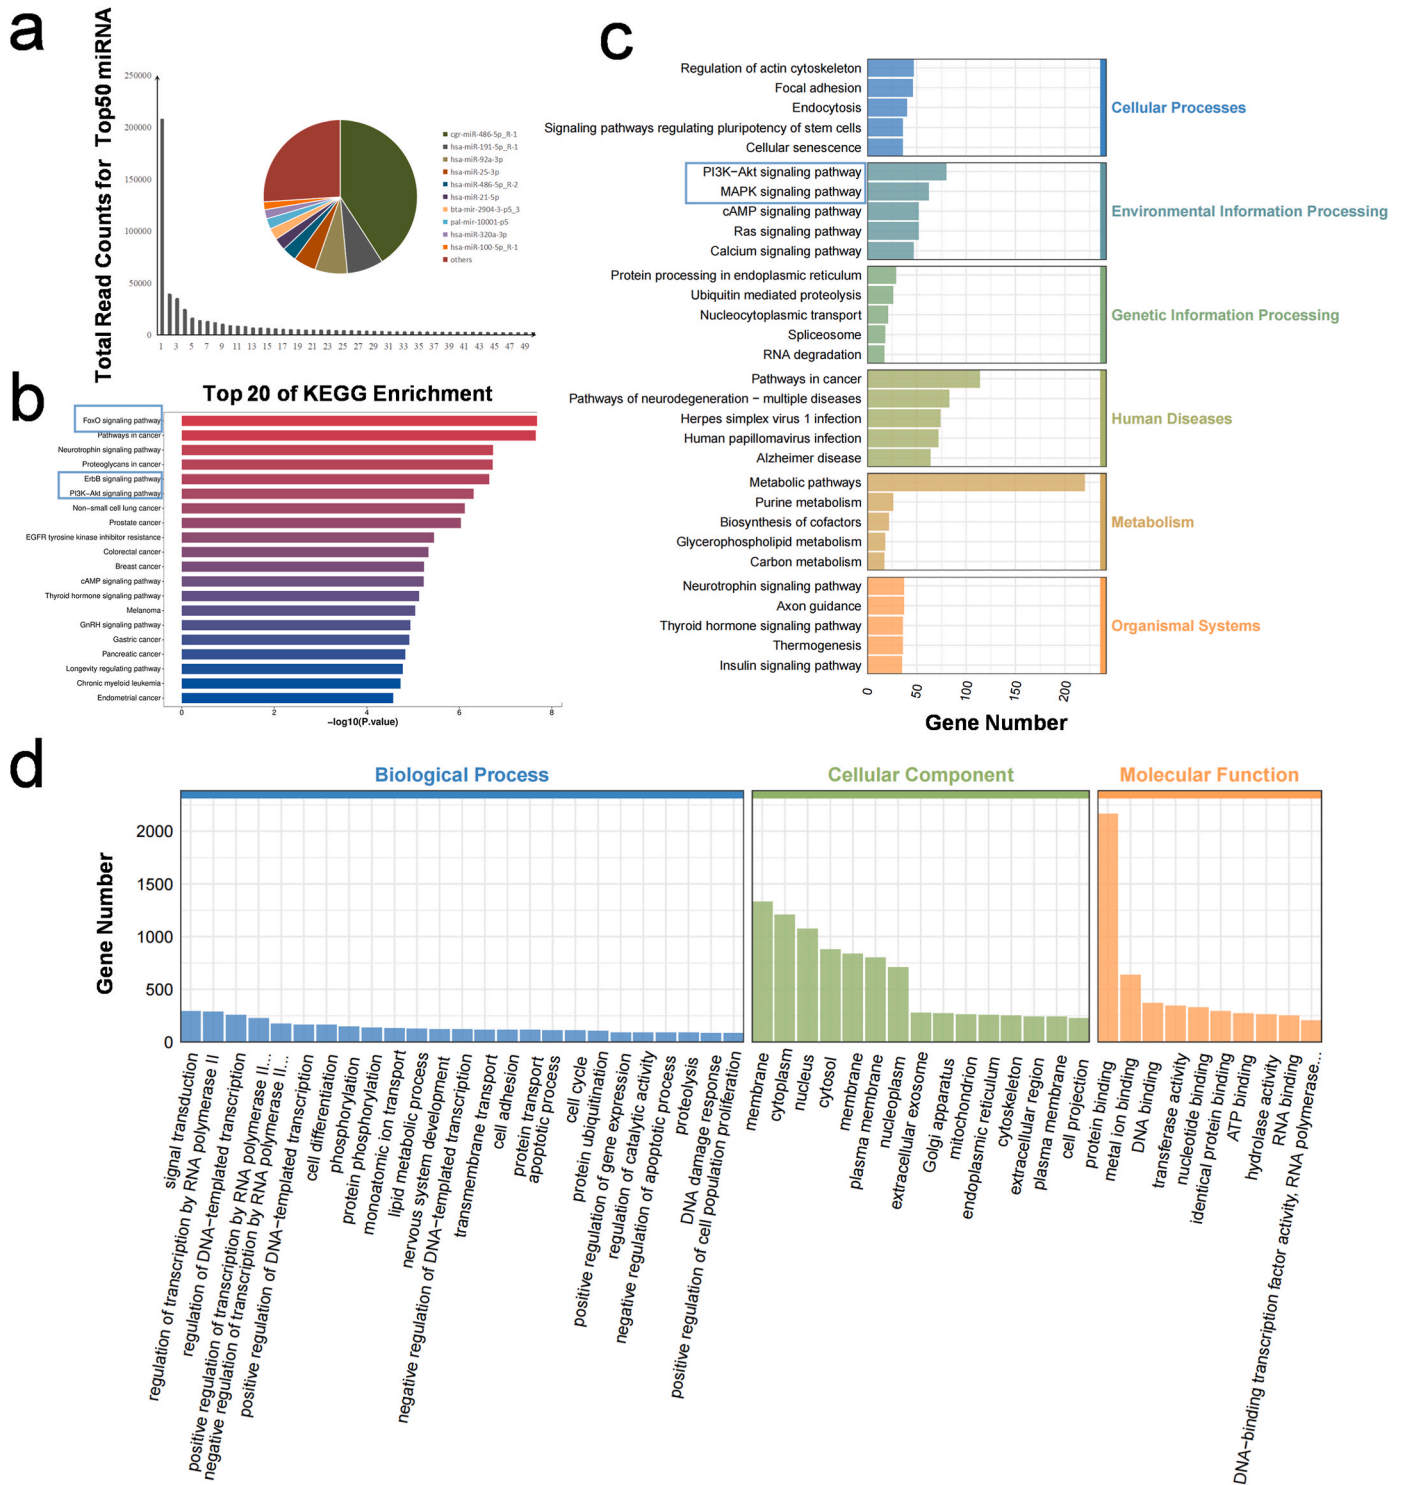 a
Total Read Counts for Top50 miRNA
250000
200000
150000
100000
50000
0
1 3 5 7 9 11 13 15 17 19 21 23 25 27 29 31 33 35 37 39 41 43 45 47 49
cgr-miR-486-5p_R-1
hsa-miR-191-5p_R-1
hsa-miR-92a-3p
hsa-miR-25-3p
hsa-miR-486-5p_R-2
hsa-miR-21-5p
bta-mir-2904-3-p5_3
pal-mir-10001-p5
hsa-miR-320a-3p
hsa-miR-100-5p_R-1
others
b
Top 20 of KEGG Enrichment
FoxO signaling pathway
Pathways in cancer
Neurotrophin signaling pathway
Proteoglycans in cancer
ErbB signaling pathway
PI3K−Akt signaling pathway
Non−small cell lung cancer
Prostate cancer
EGFR tyrosine kinase inhibitor resistance
Colorectal cancer
Breast cancer
cAMP signaling pathway
Thyroid hormone signaling pathway
Melanoma
GnRH signaling pathway
Gastric cancer
Pancreatic cancer
Longevity regulating pathway
Chronic myeloid leukemia
Endometrial cancer
0 2 4 6 8
−log10(P.value)
c
Regulation of actin cytoskeleton
Focal adhesion
Endocytosis
Signaling pathways regulating pluripotency of stem cells
Cellular senescence
Cellular Processes
PI3K−Akt signaling pathway
MAPK signaling pathway
cAMP signaling pathway
Ras signaling pathway
Calcium signaling pathway
Environmental Information Processing
Protein processing in endoplasmic reticulum
Ubiquitin mediated proteolysis
Nucleocytoplasmic transport
Spliceosome
RNA degradation
Genetic Information Processing
Pathways in cancer
Pathways of neurodegeneration − multiple diseases
Herpes simplex virus 1 infection
Human papillomavirus infection
Alzheimer disease
Human Diseases
Metabolic pathways
Purine metabolism
Biosynthesis of cofactors
Glycerophospholipid metabolism
Carbon metabolism
Metabolism
Neurotrophin signaling pathway
Axon guidance
Thyroid hormone signaling pathway
Thermogenesis
Insulin signaling pathway
Organismal Systems
0 50 100 150 200
Gene Number
d
Biological Process
Cellular Component
Molecular Function
Gene Number
2000
1500
1000
500
0
signal transduction
regulation of transcription by RNA polymerase II
regulation of DNA−templated transcription
positive regulation of transcription by RNA polymerase II...
negative regulation of transcription by RNA polymerase II...
positive regulation of DNA−templated transcription
cell differentiation
phosphorylation
protein phosphorylation
monoatomic ion transport
lipid metabolic process
nervous system development
negative regulation of DNA−templated transcription
transmembrane transport
cell adhesion
protein transport
apoptotic process
cell cycle
protein ubiquitination
positive regulation of gene expression
regulation of catalytic activity
negative regulation of apoptotic process
proteolysis
DNA damage response
positive regulation of cell population proliferation
membrane
cytoplasm
nucleus
cytosol
membrane
plasma membrane
nucleoplasm
extracellular exosome
Golgi apparatus
mitochondrion
endoplasmic reticulum
cytoskeleton
extracellular region
plasma membrane
cell projection
protein binding
metal ion binding
DNA binding
transferase activity
nucleotide binding
identical protein binding
ATP binding
hydrolase activity
RNA binding
DNA−binding transcription factor activity, RNA polymerase...